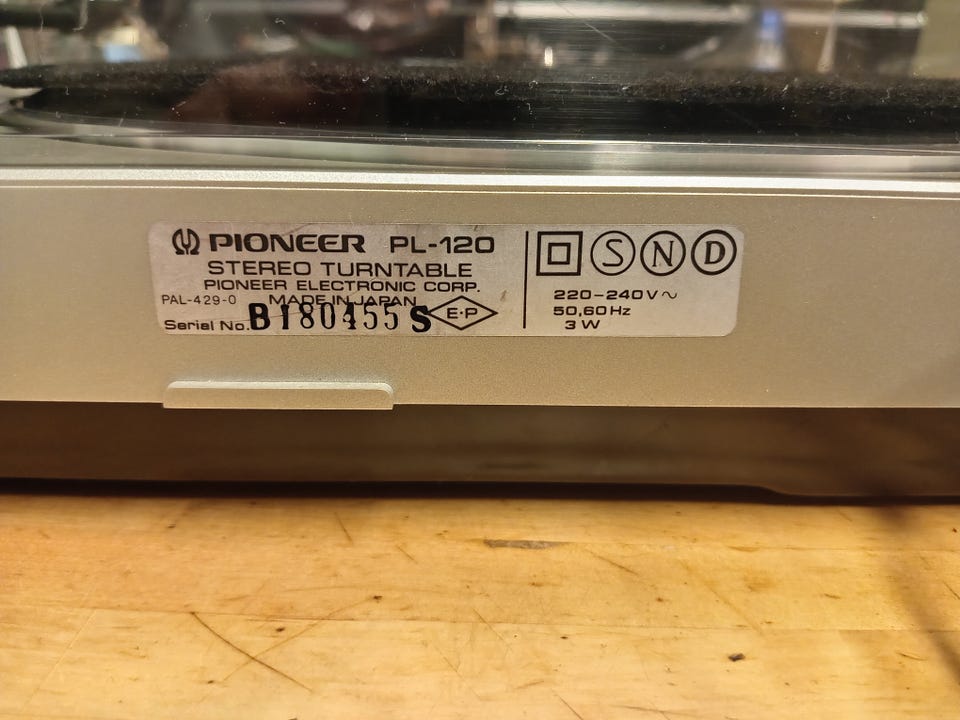 PIONEER PL-120
STEREO TURNTABLE
PIONEER ELECTRONIC CORP.
PAL-429-0 MADE IN JAPAN
Serial No. BI80455S E·P
S N D
220-240V~
50,60Hz
3W